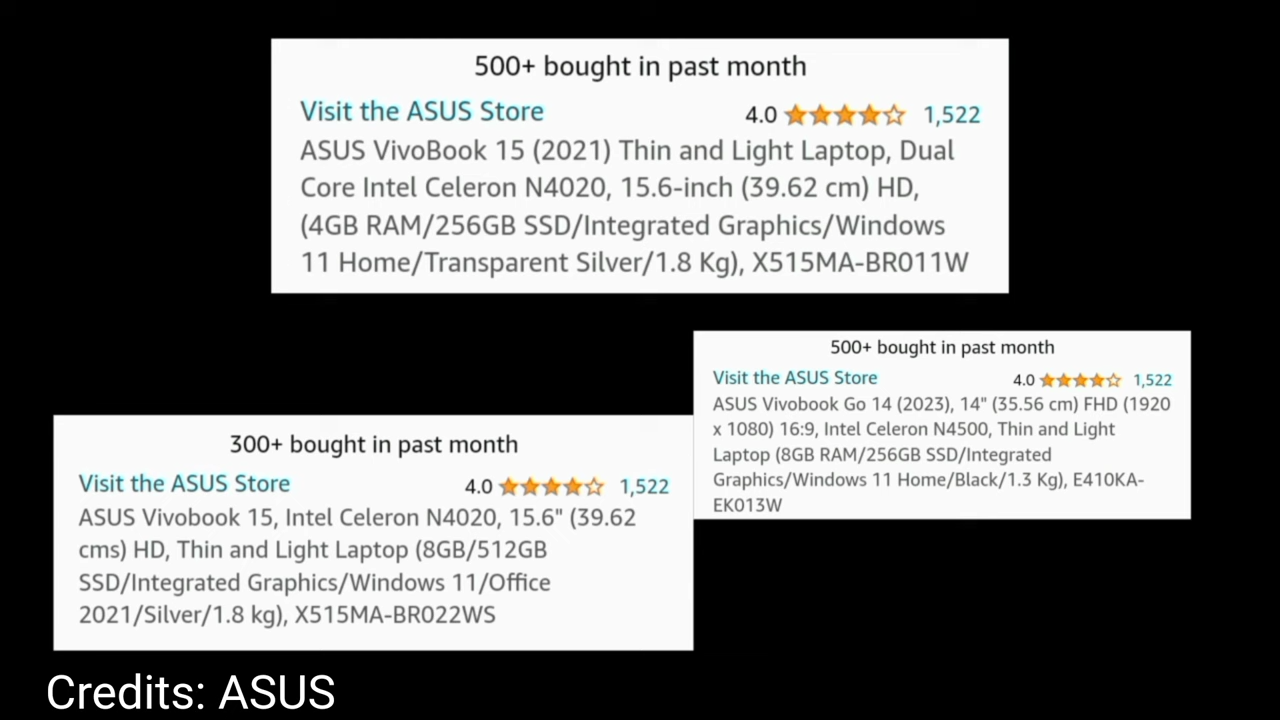 500+ bought in past month
Visit the ASUS Store 4.0 1,522
ASUS VivoBook 15 (2021) Thin and Light Laptop, Dual
Core Intel Celeron N4020, 15.6-inch (39.62 cm) HD,
(4GB RAM/256GB SSD/Integrated Graphics/Windows
11 Home/Transparent Silver/1.8 Kg), X515MA-BR011W
500+ bought in past month
Visit the ASUS Store 4.0 1,522
ASUS Vivobook Go 14 (2023), 14" (35.56 cm) FHD (1920
x 1080) 16:9, Intel Celeron N4500, Thin and Light
Laptop (8GB RAM/256GB SSD/Integrated
Graphics/Windows 11 Home/Black/1.3 Kg), E410KA-
EK013W
300+ bought in past month
Visit the ASUS Store 4.0 1,522
ASUS Vivobook 15, Intel Celeron N4020, 15.6" (39.62
cms) HD, Thin and Light Laptop (8GB/512GB
SSD/Integrated Graphics/Windows 11/Office
2021/Silver/1.8 kg), X515MA-BR022WS
Credits: ASUS